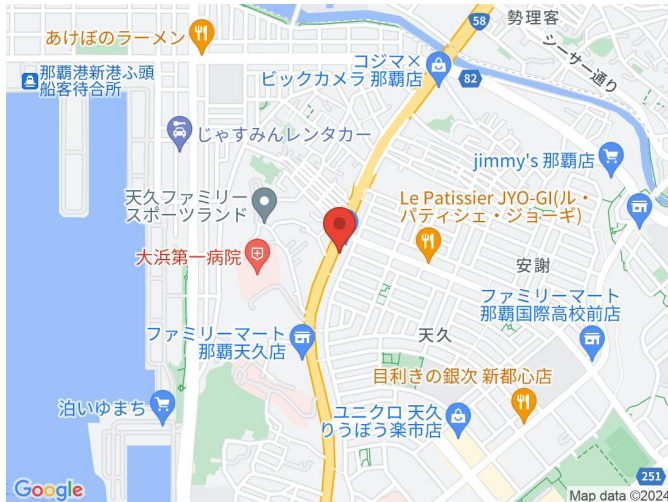 58
勢理客
あけぼのラーメン
シーサー通り
コジマ×
ビックカメラ 那覇店
82
那覇港新港ふ頭
船客待合所
じゃすみんレンタカー
jimmy's 那覇店
天久ファミリー
スポーツランド
Le Patissier JYO-GI(ル・
パティシェ・ジョーギ)
大浜第一病院
安謝
ファミリーマート
那覇国際高校前店
ファミリーマート
那覇天久店
天久
目利きの銀次 新都心店
泊いゆまち
ユニクロ 天久
りうぼう楽市店
251
Google
Map data ©2024